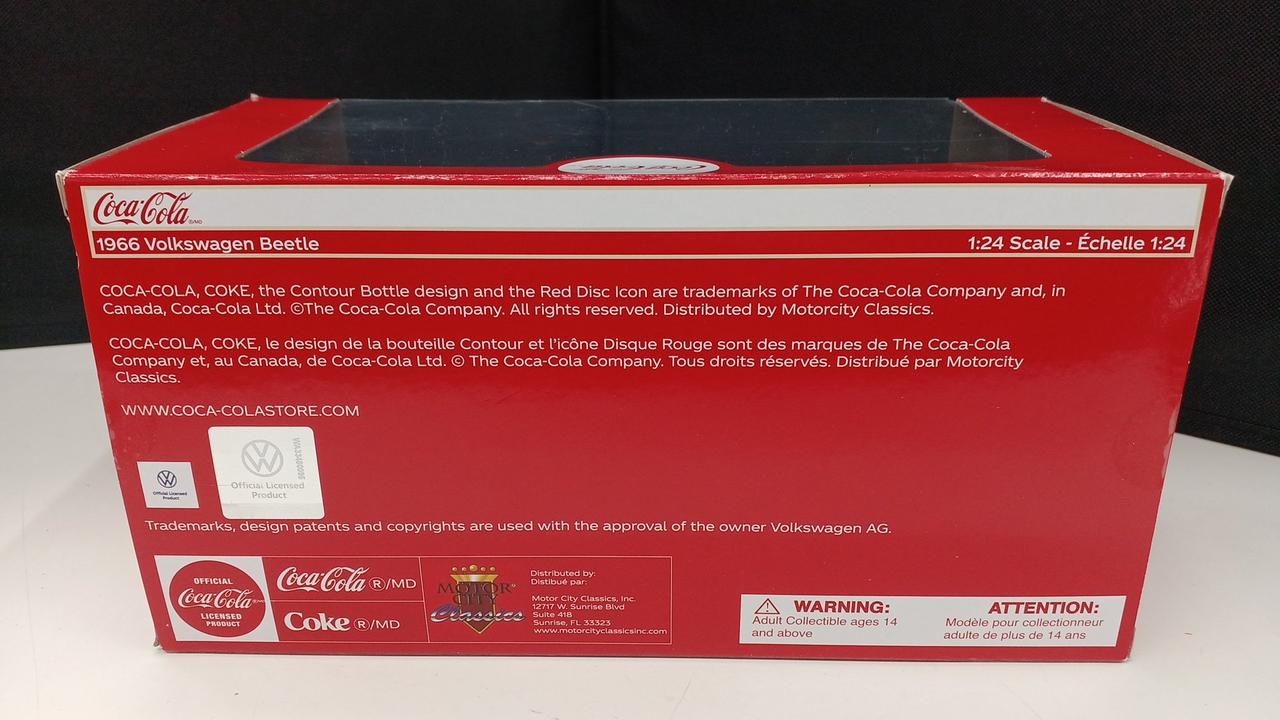 Coca-Cola ®/MD
1966 Volkswagen Beetle
1:24 Scale - Échelle 1:24
COCA-COLA, COKE, the Contour Bottle design and the Red Disc Icon are trademarks of The Coca-Cola Company and, in
Canada, Coca-Cola Ltd. ©The Coca-Cola Company. All rights reserved. Distributed by Motorcity Classics.
COCA-COLA, COKE, le design de la bouteille Contour et l'icône Disque Rouge sont des marques de The Coca-Cola
Company et, au Canada, de Coca-Cola Ltd. © The Coca-Cola Company. Tous droits réservés. Distribué par Motorcity
Classics.
WWW.COCA-COLASTORE.COM
Official Licensed
Product
Official Licensed
Product
Trademarks, design patents and copyrights are used with the approval of the owner Volkswagen AG.
OFFICIAL
Coca-Cola ®/MD
LICENSED
PRODUCT
Coca-Cola ®/MD
Coke ®/MD
MOTOR
CITY
Classics
Distributed by:
Distibué par:
Motor City Classics, Inc.
12717 W. Sunrise Blvd
Suite 418
Sunrise, FL 33323
www.motorcityclassicsinc.com
WARNING:
Adult Collectible ages 14
and above
ATTENTION:
Modèle pour collectionneur
adulte de plus de 14 ans